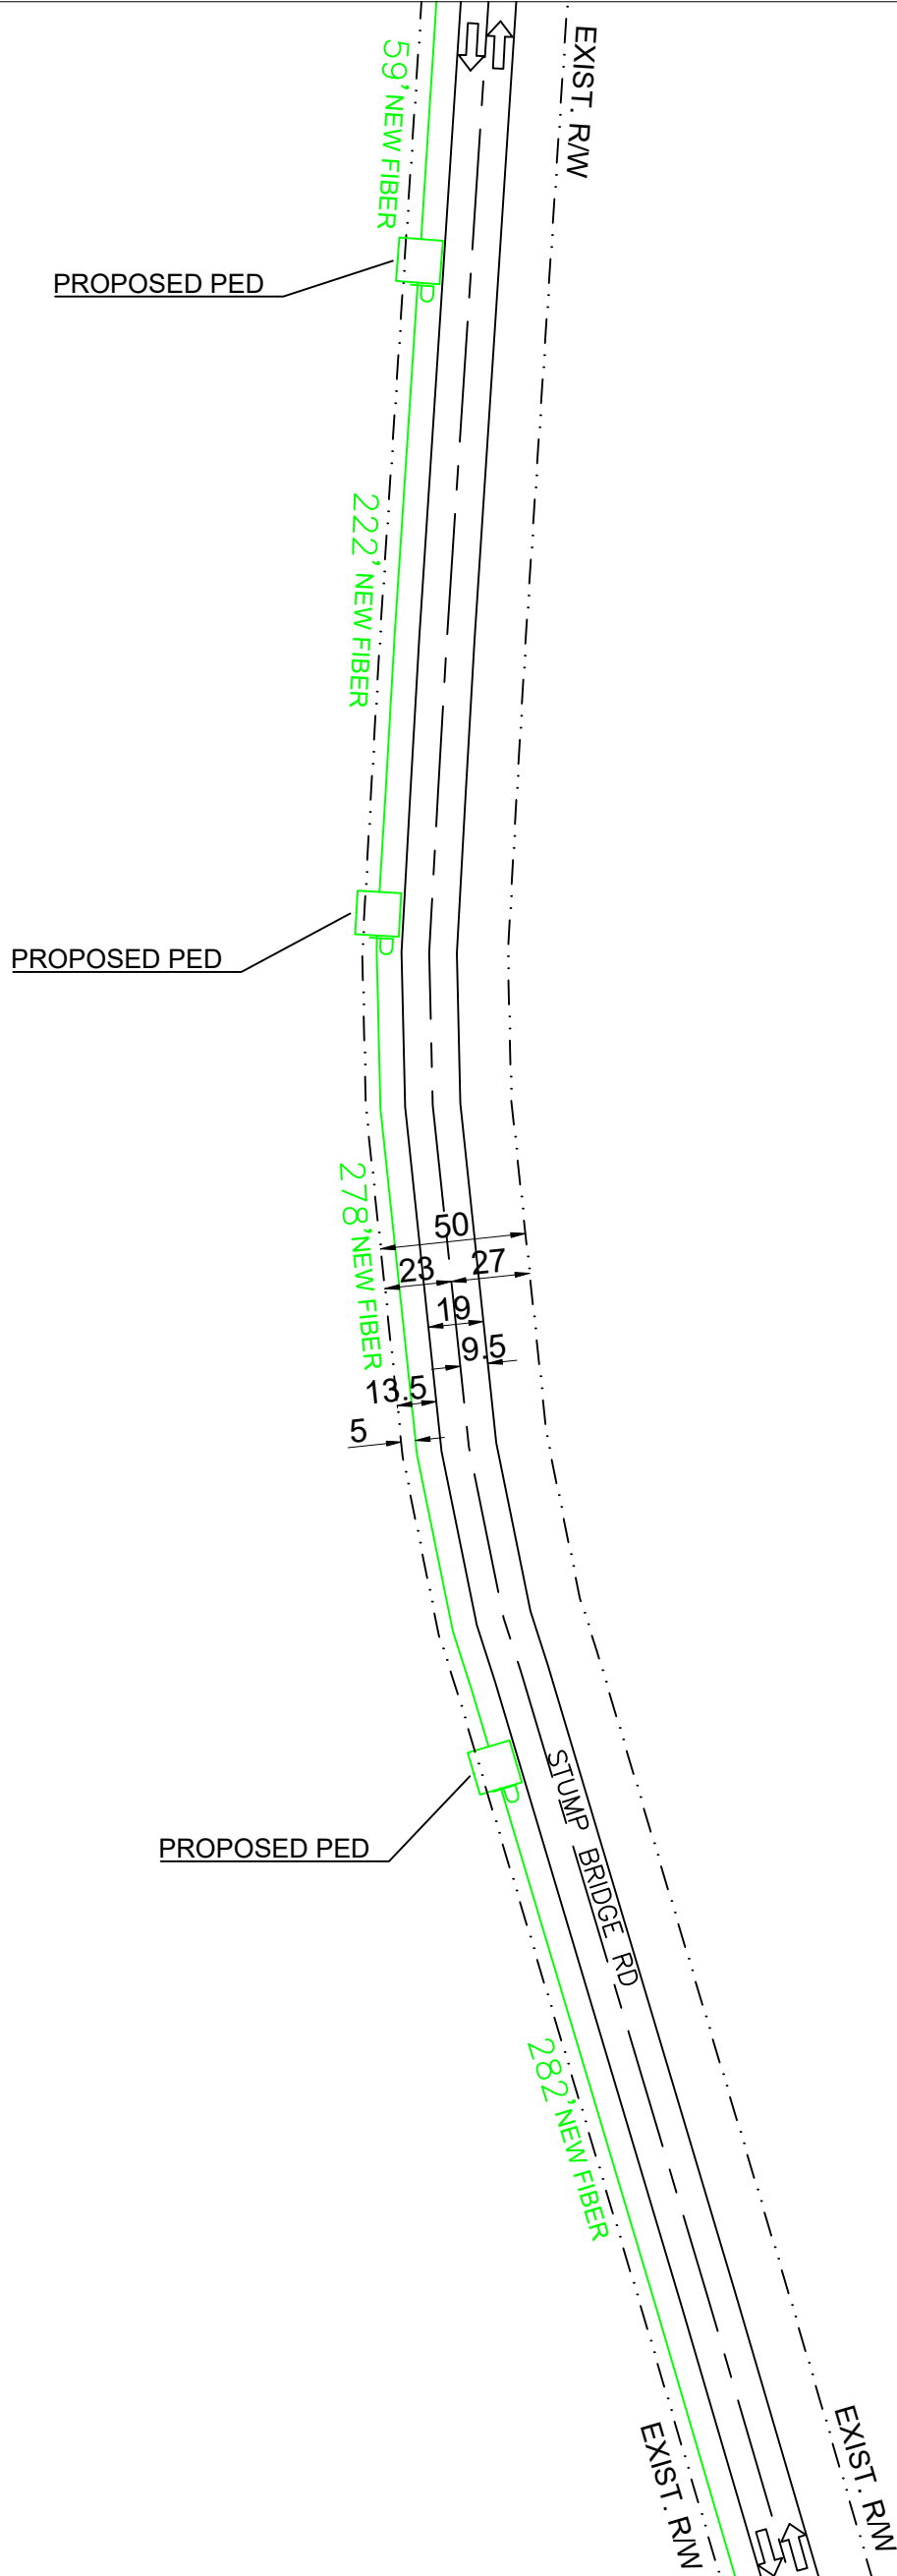 EXIST. R/W
59' NEW FIBER
PROPOSED PED
P
222' NEW FIBER
PROPOSED PED
P
278' NEW FIBER
50
23
27
19
9.5
13.5
5
STUMP BRIDGE RD
PROPOSED PED
P
282' NEW FIBER
EXIST. R/W
EXIST. R/W